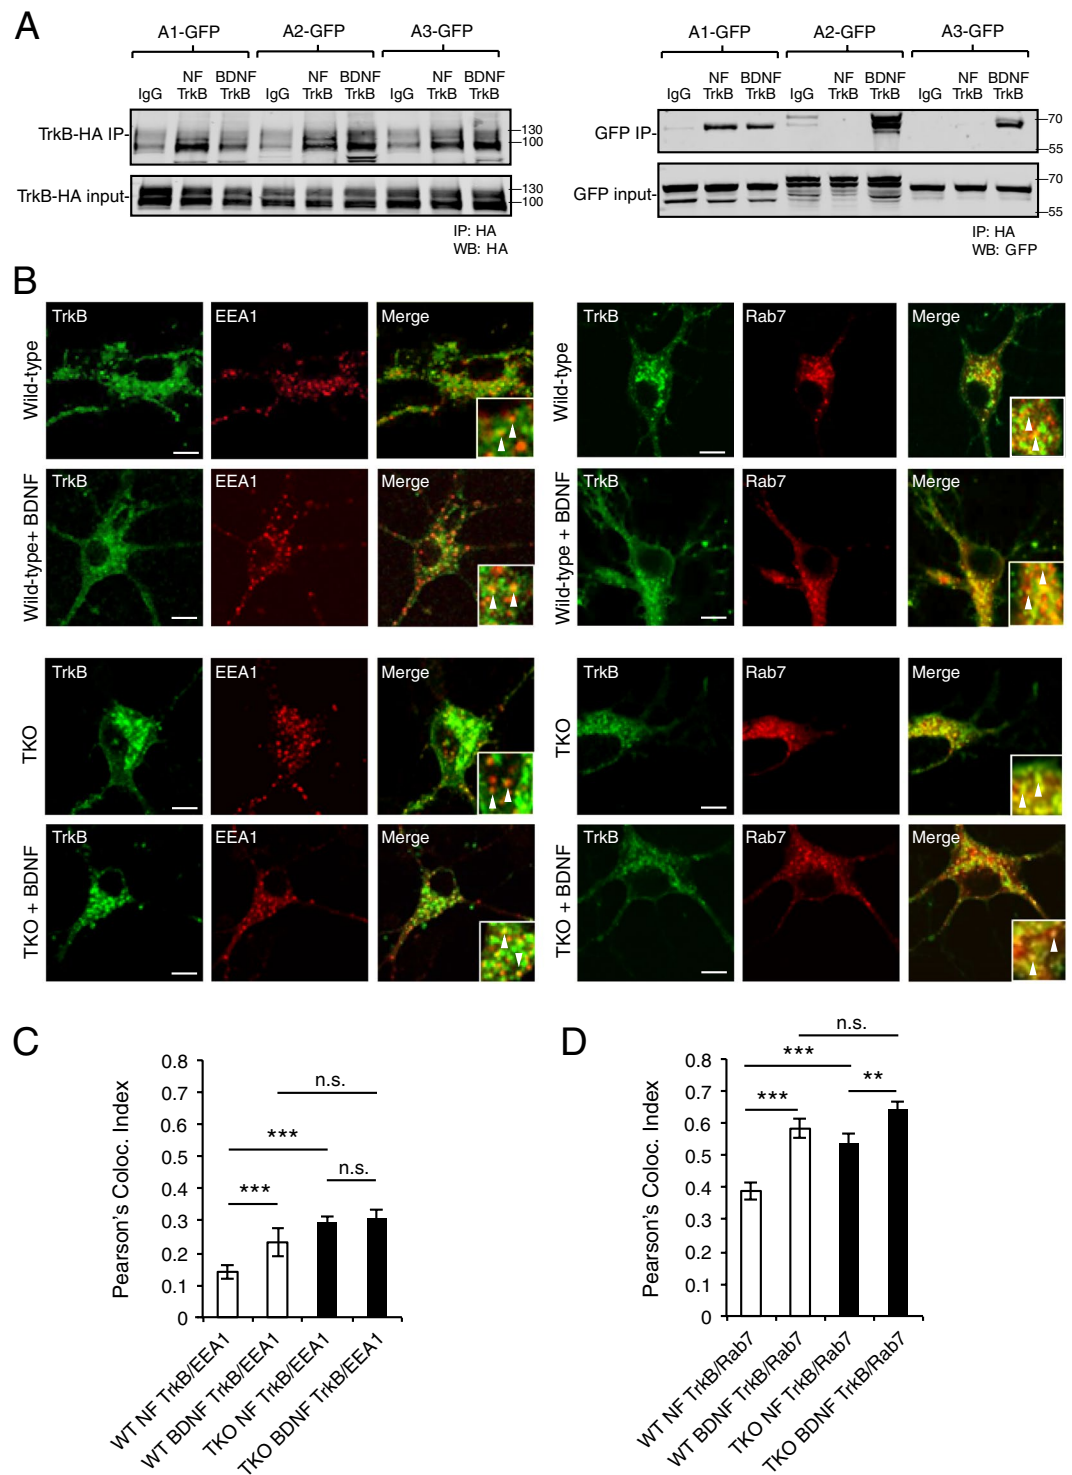 A
A1-GFP A2-GFP A3-GFP
NF BDNF NF BDNF NF BDNF
IgG TrkB TrkB IgG TrkB TrkB IgG TrkB TrkB
TrkB-HA IP
130
100
TrkB-HA input
130
100
IP: HA
WB: HA
A1-GFP A2-GFP A3-GFP
NF BDNF NF BDNF NF BDNF
IgG TrkB TrkB IgG TrkB TrkB IgG TrkB TrkB
GFP IP
70
55
GFP input
70
55
IP: HA
WB: GFP
B
Wild-type
TrkB EEA1 Merge
Wild-type
TrkB Rab7 Merge
Wild-type+ BDNF
TrkB EEA1 Merge
Wild-type + BDNF
TrkB Rab7 Merge
TKO
TrkB EEA1 Merge
TKO
TrkB Rab7 Merge
TKO + BDNF
TrkB EEA1 Merge
TKO + BDNF
TrkB Rab7 Merge
C
Pearson's Coloc. Index
0.8
0.7
0.6
0.5
0.4
0.3
0.2
0.1
0
n.s.
***
n.s.
***
WT NF TrkB/EEA1
WT BDNF TrkB/EEA1
TKO NF TrkB/EEA1
TKO BDNF TrkB/EEA1
D
Pearson's Coloc. Index
0.8
0.7
0.6
0.5
0.4
0.3
0.2
0.1
0
n.s.
***
**
***
WT NF TrkB/Rab7
WT BDNF TrkB/Rab7
TKO NF TrkB/Rab7
TKO BDNF TrkB/Rab7